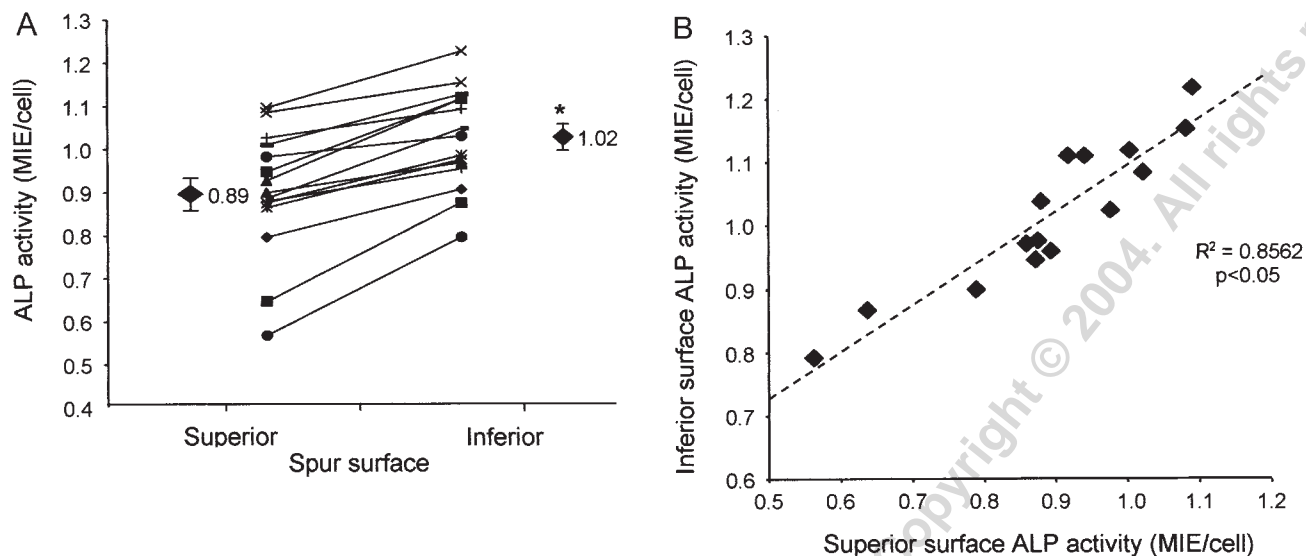 A
1.3
1.2
1.1
1.0
0.9
0.8
0.7
0.6
0.5
0.4
ALP activity (MIE/cell)
0.89
*
1.02
Superior
Inferior
Spur surface
B
1.3
1.2
1.1
1.0
0.9
0.8
0.7
0.6
Inferior surface ALP activity (MIE/cell)
R² = 0.8562
p<0.05
0.5 0.6 0.7 0.8 0.9 1.0 1.1 1.2
Superior surface ALP activity (MIE/cell)
opyright © 2004. All rights